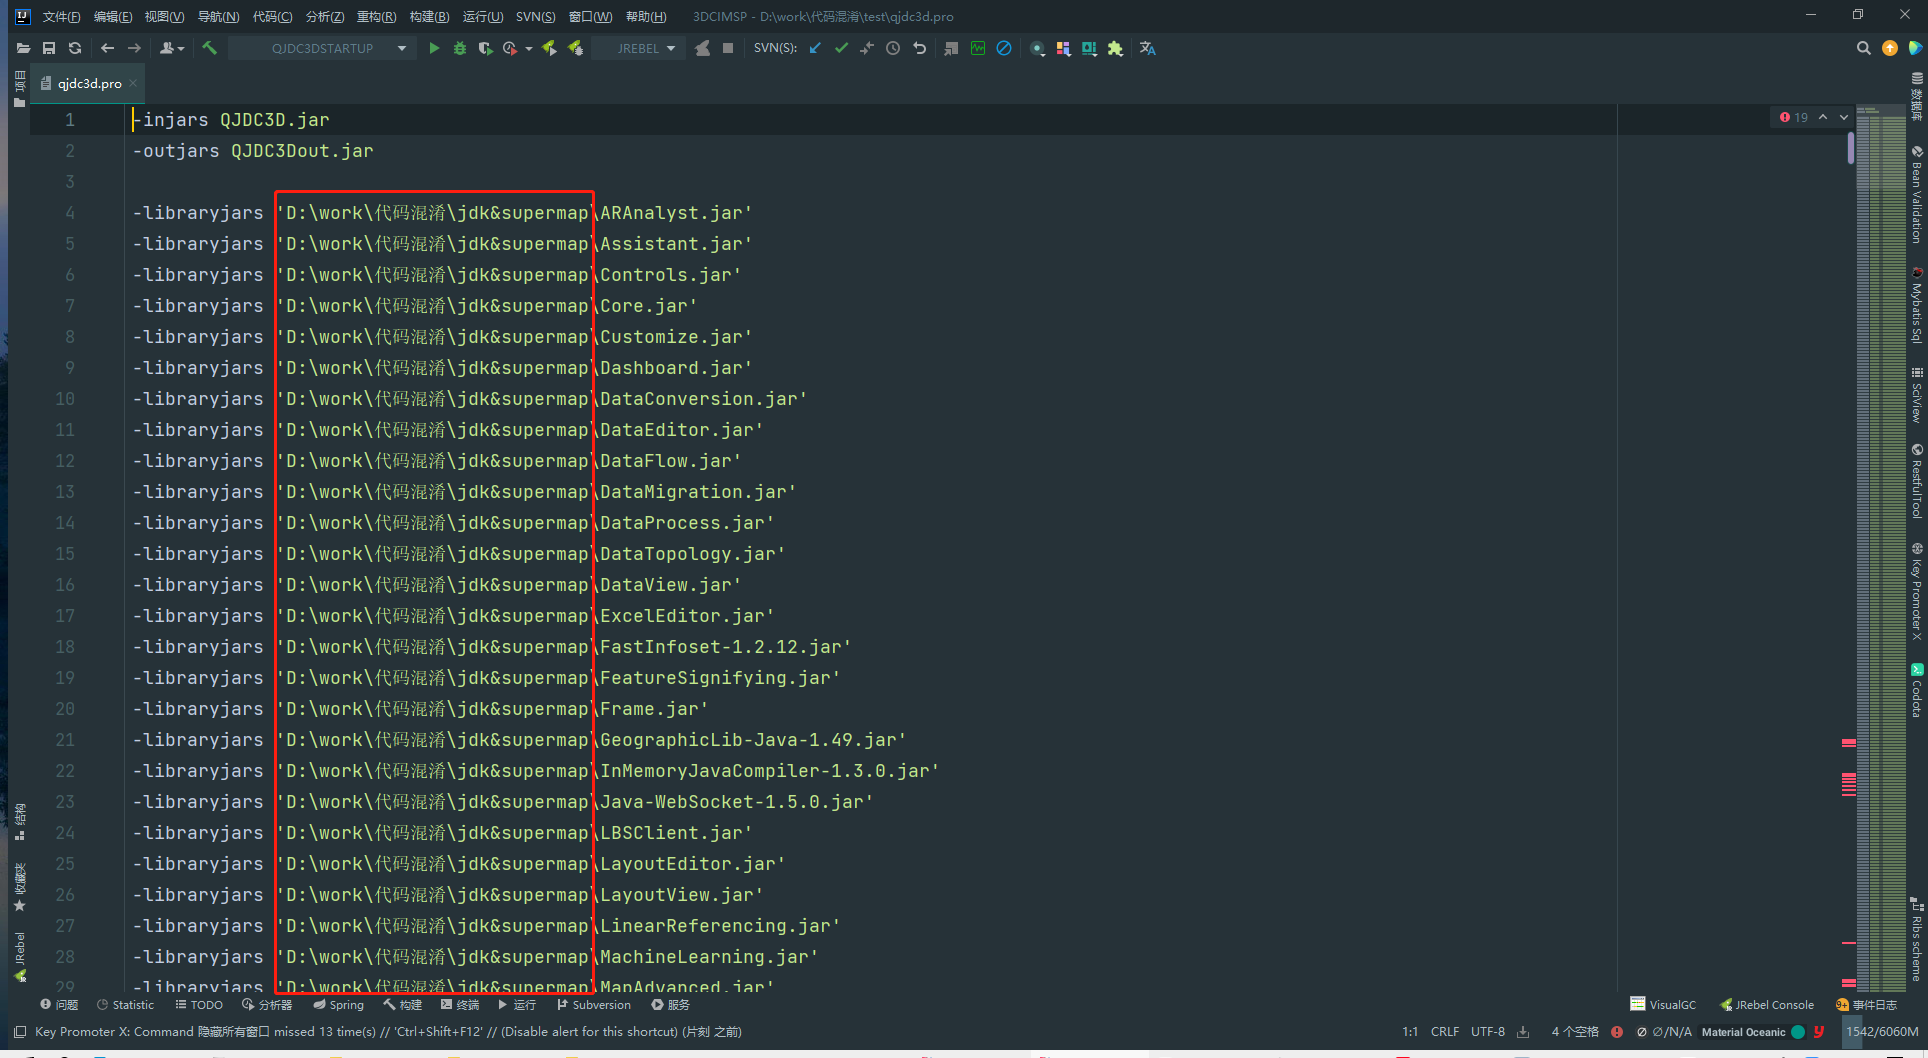 文件(F) 编辑(E) 视图(V) 导航(N) 代码(C) 分析(Z) 重构(R) 构建(B) 运行(U) SVN(S) 窗口(W) 帮助(H) 3DCIMSP - D:\work\代码混淆\test\qjdc3d.pro
QJDC3DSTARTUP JREBEL SVN(S):
项目
qjdc3d.pro
1 -injars QJDC3D.jar
19
2 -outjars QJDC3Dout.jar
3
4 -libraryjars 'D:\work\代码混淆\jdk&supermap\ARAnalyst.jar'
5 -libraryjars 'D:\work\代码混淆\jdk&supermap\Assistant.jar'
6 -libraryjars 'D:\work\代码混淆\jdk&supermap\Controls.jar'
7 -libraryjars 'D:\work\代码混淆\jdk&supermap\Core.jar'
8 -libraryjars 'D:\work\代码混淆\jdk&supermap\Customize.jar'
9 -libraryjars 'D:\work\代码混淆\jdk&supermap\Dashboard.jar'
10 -libraryjars 'D:\work\代码混淆\jdk&supermap\DataConversion.jar'
11 -libraryjars 'D:\work\代码混淆\jdk&supermap\DataEditor.jar'
12 -libraryjars 'D:\work\代码混淆\jdk&supermap\DataFlow.jar'
13 -libraryjars 'D:\work\代码混淆\jdk&supermap\DataMigration.jar'
14 -libraryjars 'D:\work\代码混淆\jdk&supermap\DataProcess.jar'
15 -libraryjars 'D:\work\代码混淆\jdk&supermap\DataTopology.jar'
16 -libraryjars 'D:\work\代码混淆\jdk&supermap\DataView.jar'
17 -libraryjars 'D:\work\代码混淆\jdk&supermap\ExcelEditor.jar'
18 -libraryjars 'D:\work\代码混淆\jdk&supermap\FastInfoset-1.2.12.jar'
19 -libraryjars 'D:\work\代码混淆\jdk&supermap\FeatureSignifying.jar'
20 -libraryjars 'D:\work\代码混淆\jdk&supermap\Frame.jar'
21 -libraryjars 'D:\work\代码混淆\jdk&supermap\GeographicLib-Java-1.49.jar'
22 -libraryjars 'D:\work\代码混淆\jdk&supermap\InMemoryJavaCompiler-1.3.0.jar'
23 -libraryjars 'D:\work\代码混淆\jdk&supermap\Java-WebSocket-1.5.0.jar'
24 -libraryjars 'D:\work\代码混淆\jdk&supermap\LBSClient.jar'
25 -libraryjars 'D:\work\代码混淆\jdk&supermap\LayoutEditor.jar'
26 -libraryjars 'D:\work\代码混淆\jdk&supermap\LayoutView.jar'
27 -libraryjars 'D:\work\代码混淆\jdk&supermap\LinearReferencing.jar'
28 -libraryjars 'D:\work\代码混淆\jdk&supermap\MachineLearning.jar'
29 -libraryjars 'D:\work\代码混淆\jdk&supermap\MapAdvanced.jar'
结构
收藏夹
JRebel
数据库
Bean Validation
Mybatis Sql
SciView
RestfulTool
Key Promoter X
Codota
Ribs scheme
问题 Statistic TODO 分析器 Spring 构建 终端 运行 Subversion 服务 VisualGC JRebel Console 9+ 事件日志
Key Promoter X: Command 隐藏所有窗口 missed 13 time(s) // 'Ctrl+Shift+F12' // (Disable alert for this shortcut) (片刻 之前) 1:1 CRLF UTF-8 4 个空格 ∅/N/A Material Oceanic 1542/6060M